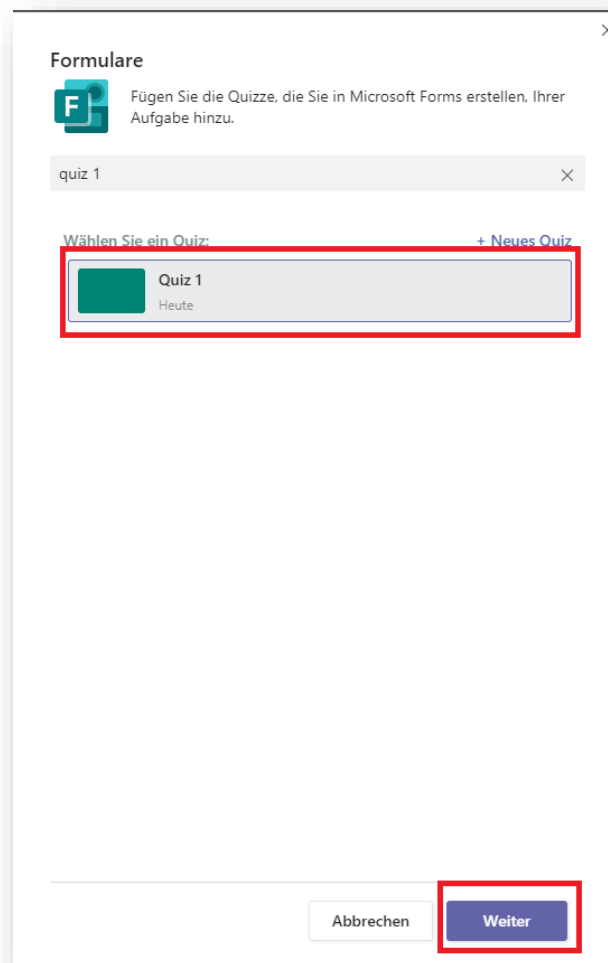 Formulare
F
Fügen Sie die Quizze, die Sie in Microsoft Forms erstellen, Ihrer
Aufgabe hinzu.
quiz 1
Wählen Sie ein Quiz: + Neues Quiz
Quiz 1
Heute
Abbrechen Weiter